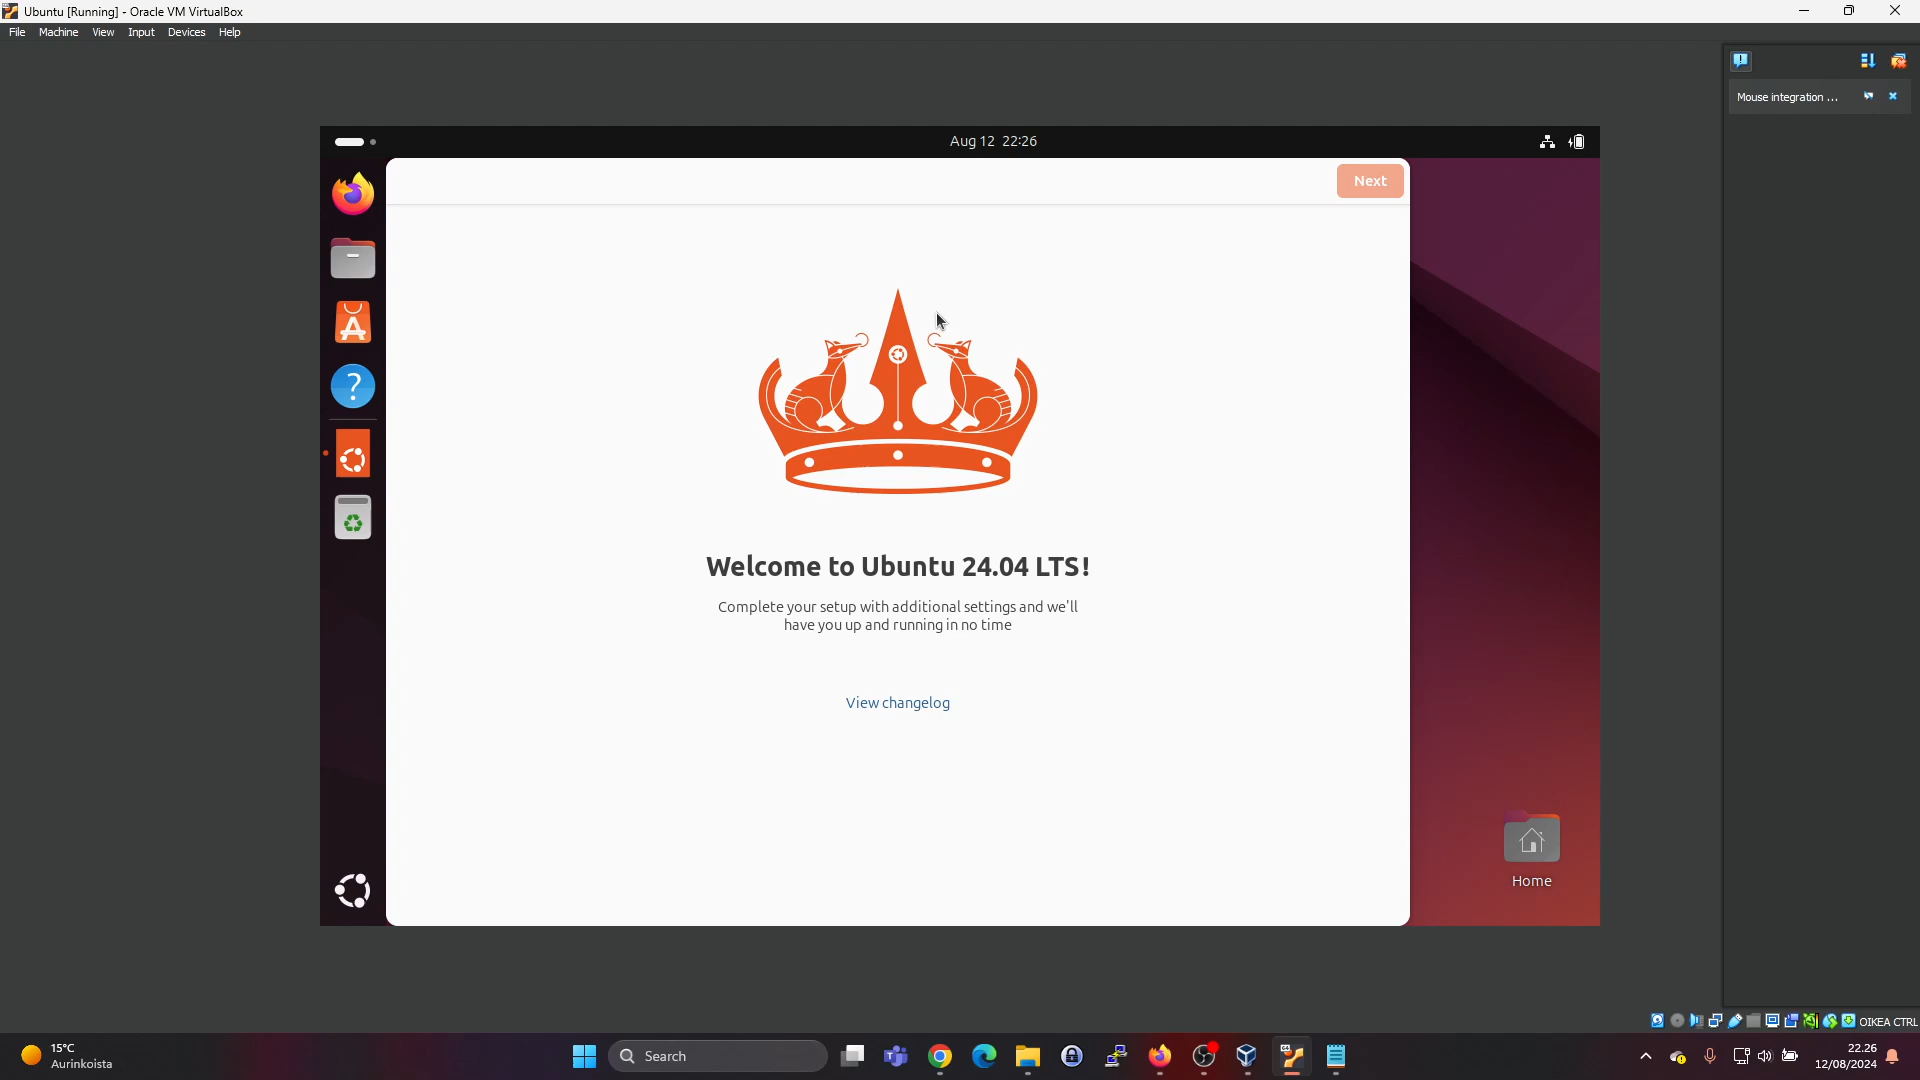 Ubuntu [Running] - Oracle VM VirtualBox
File Machine View Input Devices Help
Mouse integration ...
Aug 12 22:26
Next
Welcome to Ubuntu 24.04 LTS!
Complete your setup with additional settings and we'll
have you up and running in no time
View changelog
Home
OIKEA CTRL
15°C
Aurinkoista
Search
22.26
12/08/2024